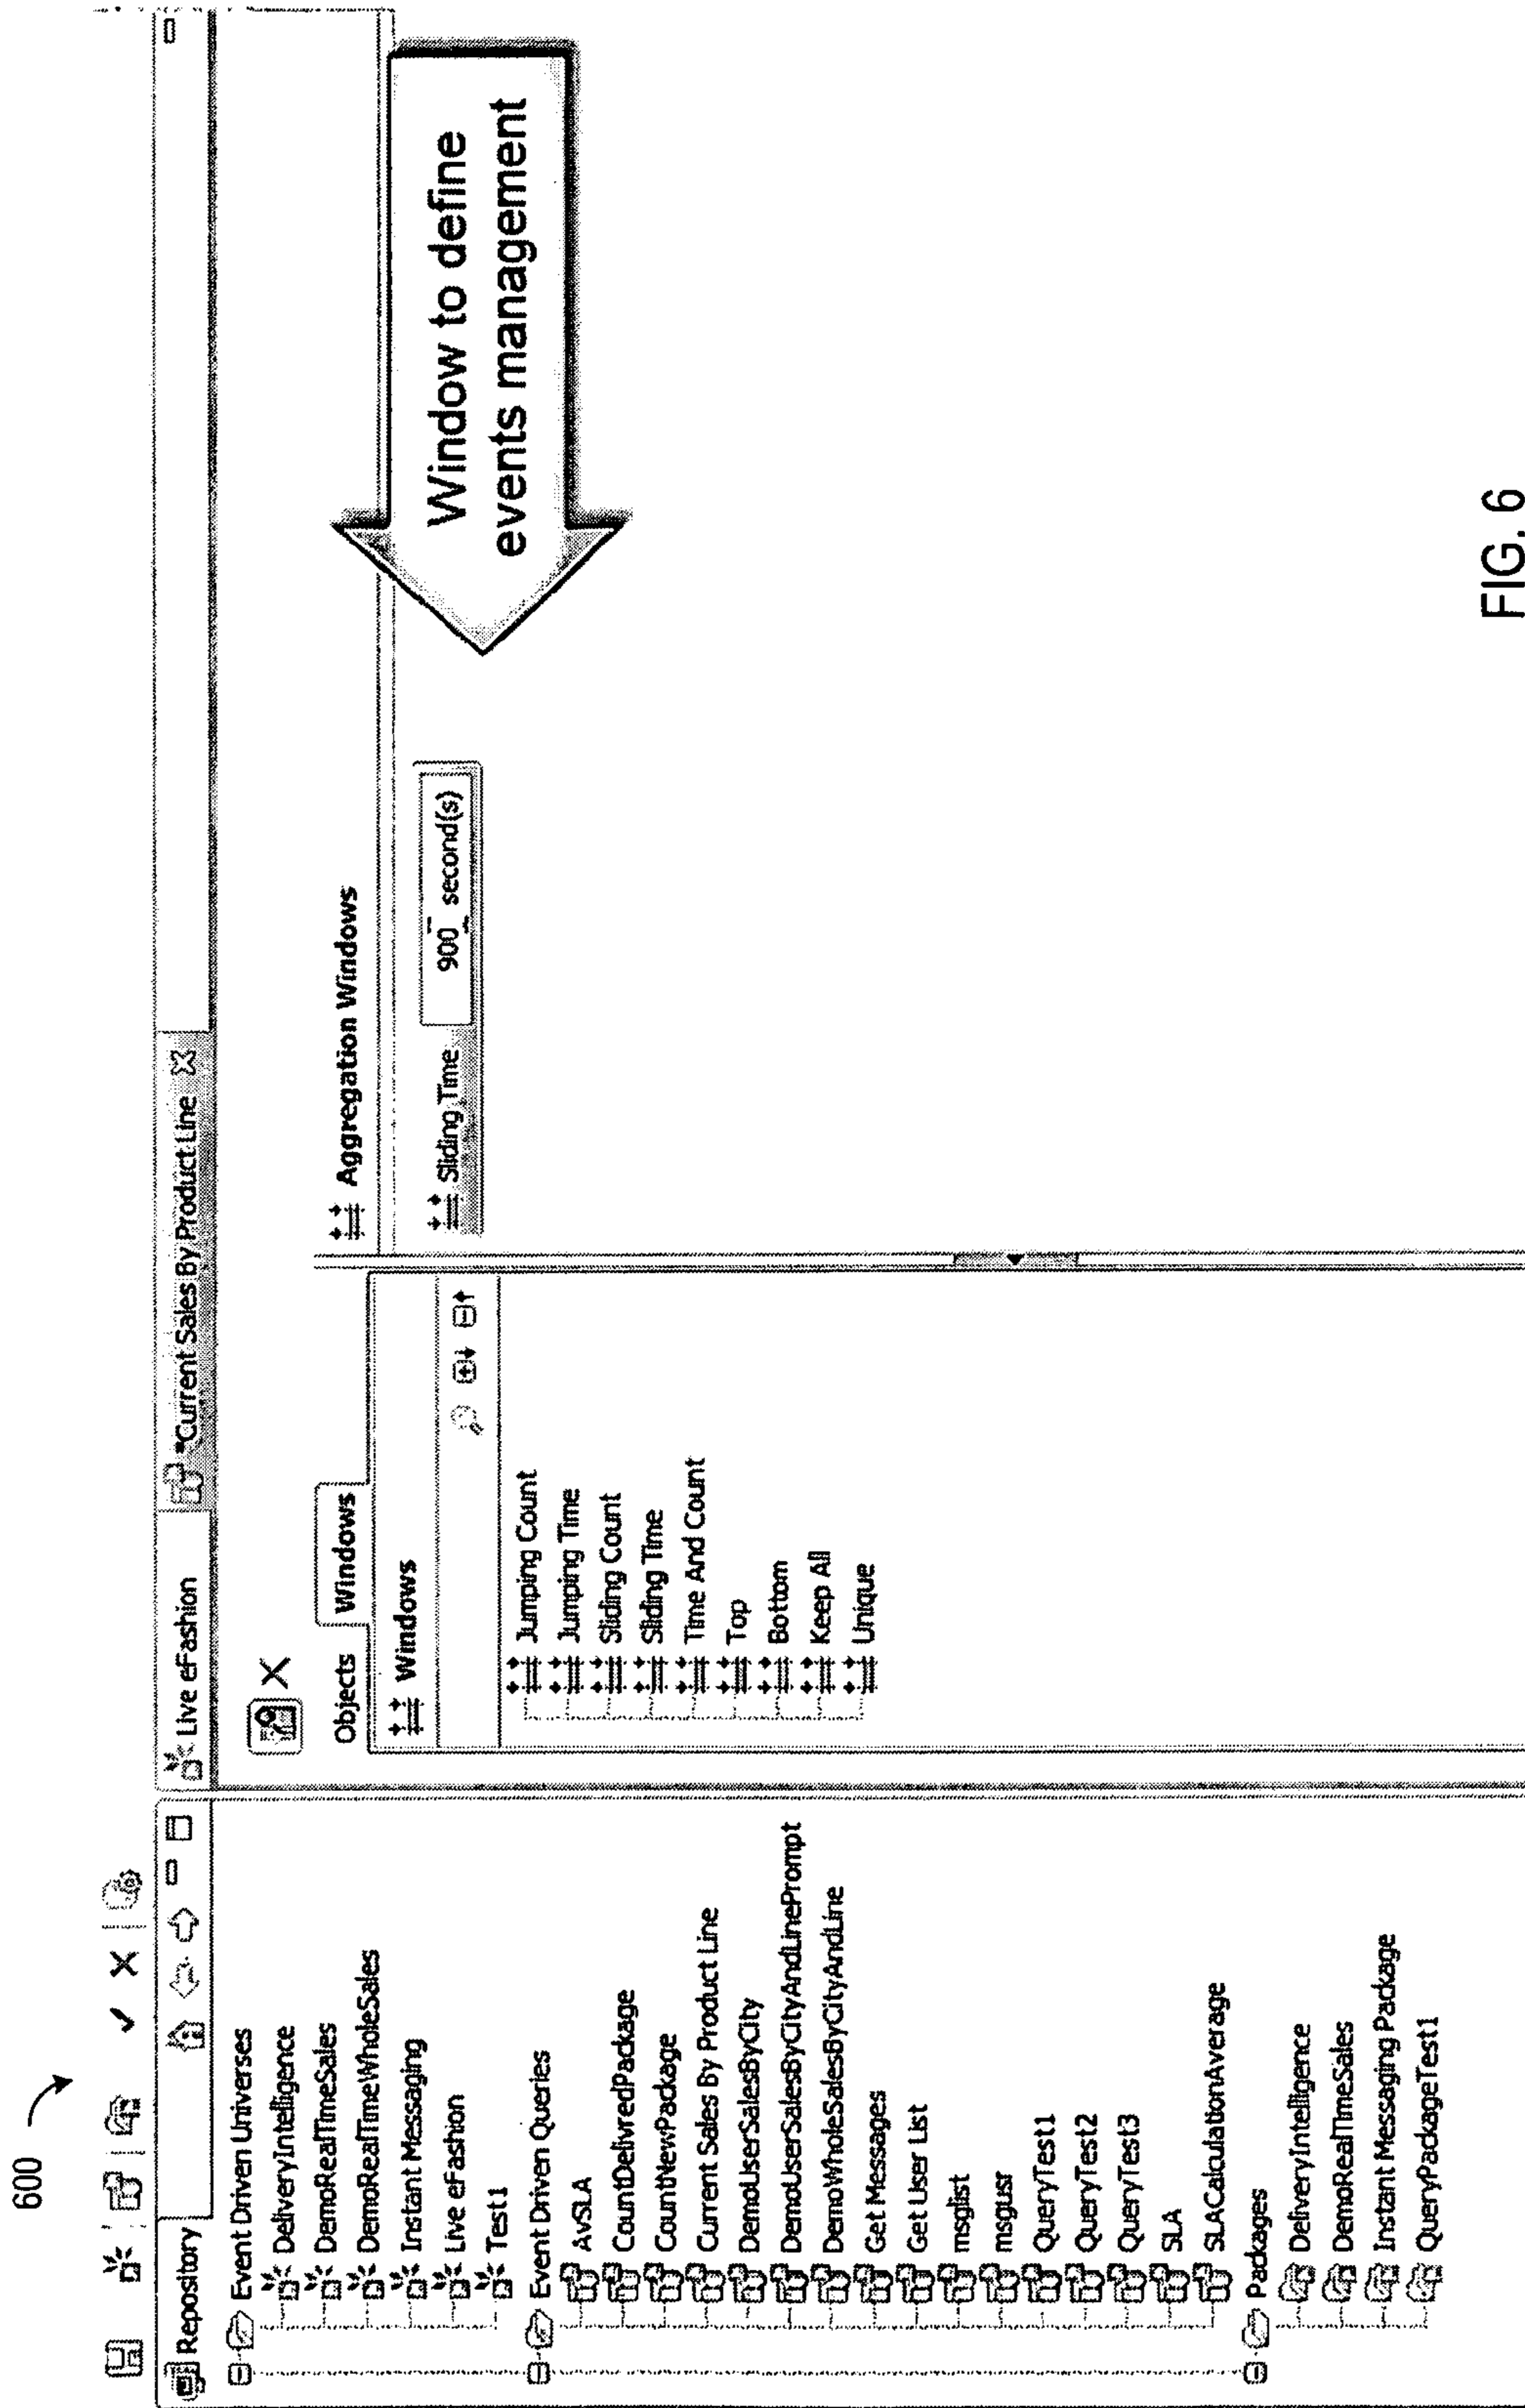 600
Repository
Event Driven Universes
DeliveryIntelligence
DemoRealTimeSales
DemoRealTimeWholeSales
Instant Messaging
Live eFashion
Test1
Event Driven Queries
AvSLA
CountDelivredPackage
CountNewPackage
Current Sales By Product Line
DemoUserSalesByCity
DemoUserSalesByCityAndLinePrompt
DemoWholeSalesByCityAndLine
Get Messages
Get User List
msglist
msgusr
QueryTest1
QueryTest2
QueryTest3
SLA
SLACalculationAverage
Packages
DeliveryIntelligence
DemoRealTimeSales
Instant Messaging Package
QueryPackageTest1
Live eFashion
*Current Sales By Product Line
Objects
Windows
Windows
Jumping Count
Jumping Time
Sliding Count
Sliding Time
Time And Count
Top
Bottom
Keep All
Unique
Aggregation Windows
Sliding Time
900 second(s)
Window to define
events management
FIG. 6